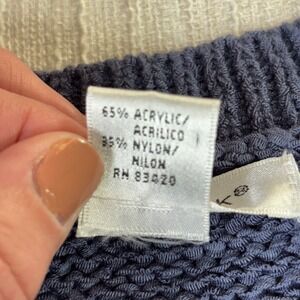 65% ACRYLIC/
ACRILICO
35% NYLON/
NILON
RN 83420